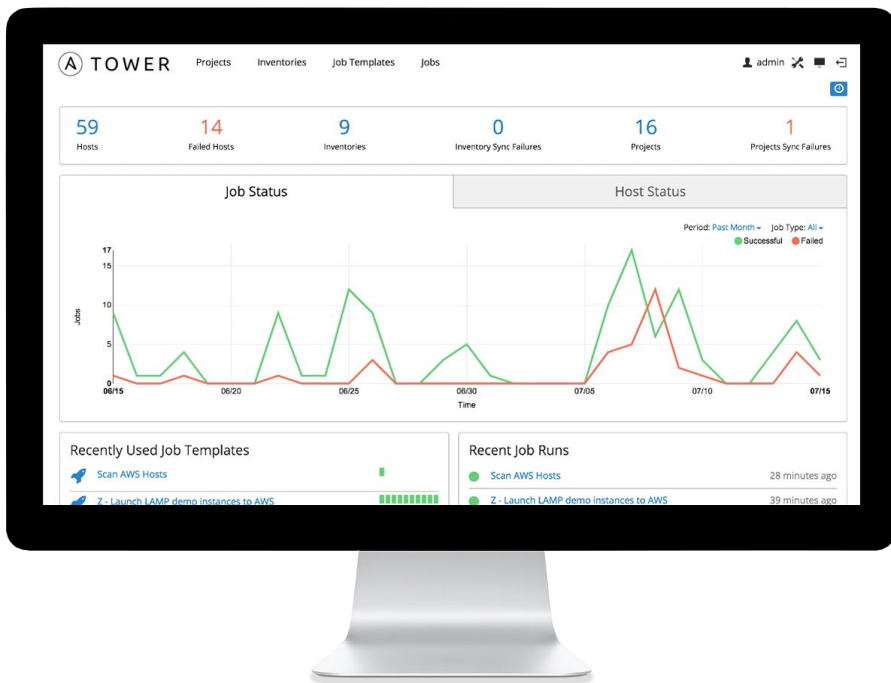 A TOWER Projects Inventories Job Templates Jobs admin
59 14 9 0 16 1
Hosts Failed Hosts Inventories Inventory Sync Failures Projects Projects Sync Failures
Job Status Host Status
Period: Past Month Job Type: All
Successful Failed
17
15
10
5
0
Jobs
06/15 06/20 06/25 06/30 07/05 07/10 07/15
Time
Recently Used Job Templates
Scan AWS Hosts
Z - Launch LAMP demo instances to AWS
Recent Job Runs
Scan AWS Hosts 28 minutes ago
Z - Launch LAMP demo instances to AWS 39 minutes ago